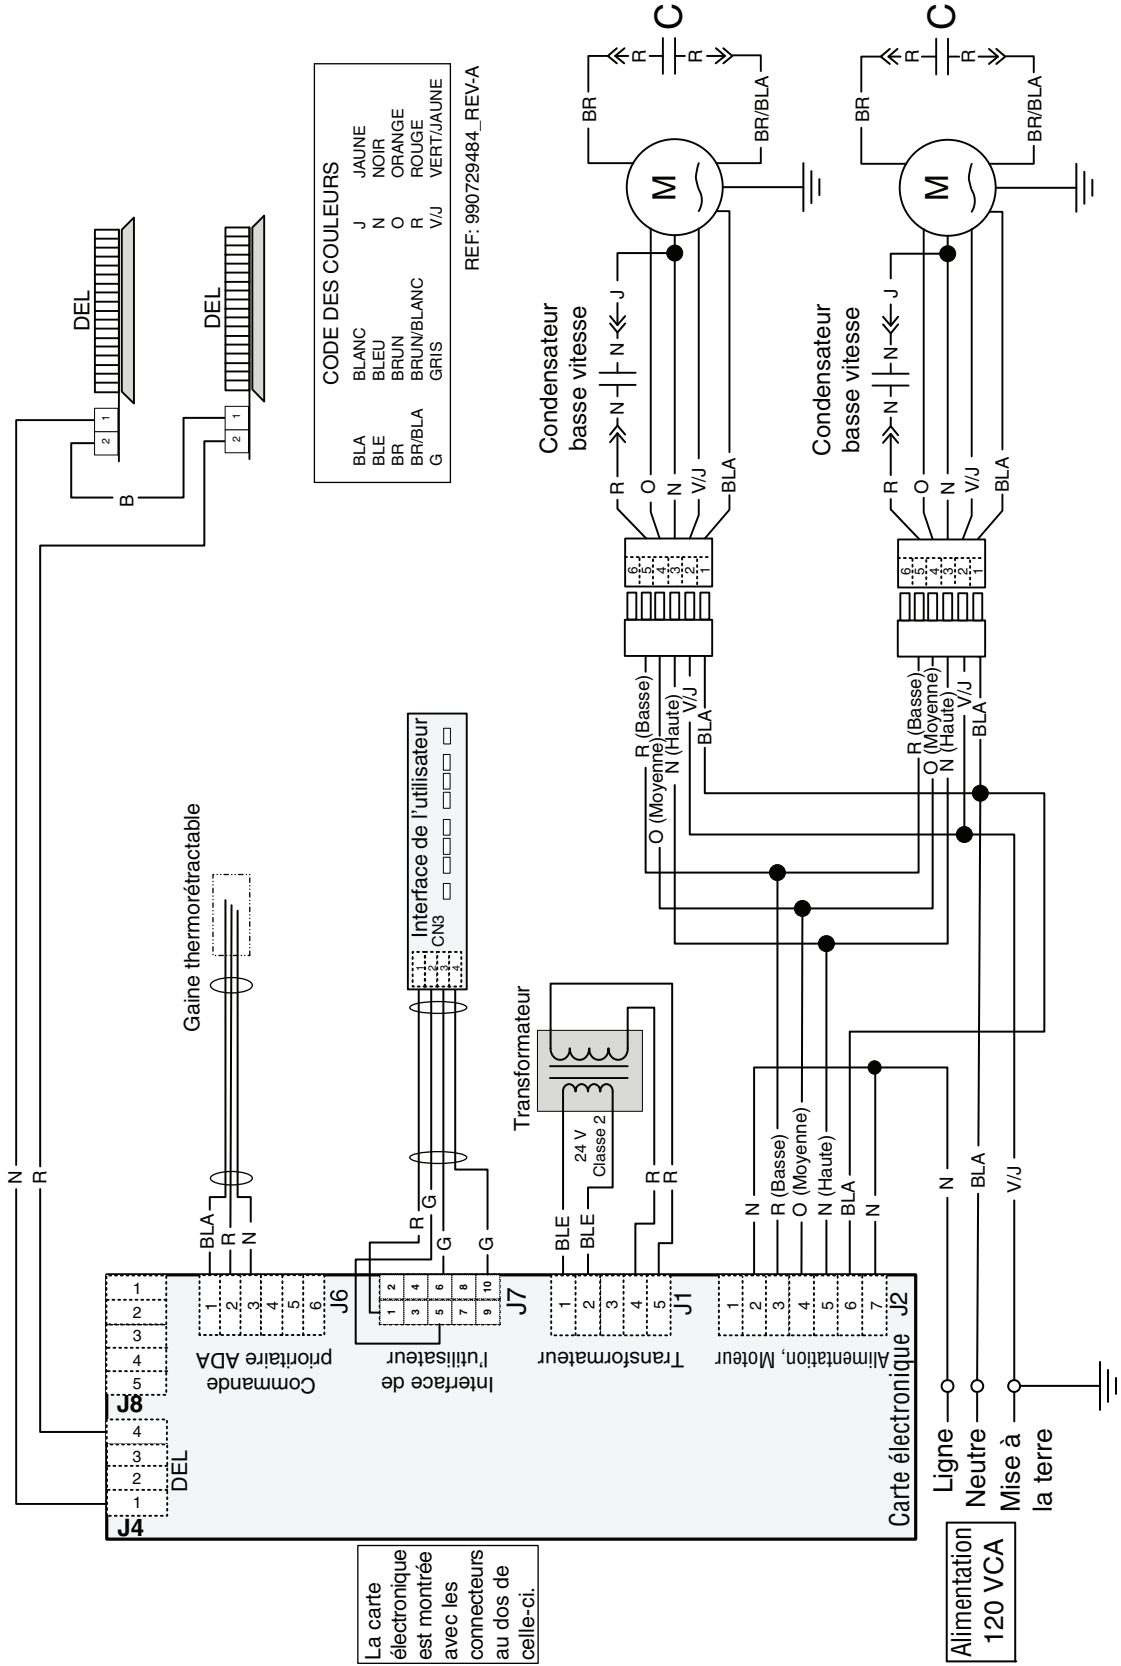 N
R
DEL
1
2
DEL
1
2
B
CODE DES COULEURS
BLA BLANC J JAUNE
BLE BLEU N NOIR
BR BRUN O ORANGE
BR/BLA BRUN/BLANC R ROUGE
G GRIS V/J VERT/JAUNE
REF: 990729484_REV-A
Gaine thermorétractable
BLA
R
N
Interface de l'utilisateur
CN3
1
2
3
4
R
G
G
G
Transformateur
24 V
Classe 2
BLE
BLE
R
R
N
R (Basse)
O (Moyenne)
N (Haute)
BLA
N
N
BLA
V/J
J4
1
2
3
4
DEL
J8
5
4
3
2
1
J6
1
2
3
4
5
6
Commande
prioritaire ADA
J7
2
4
6
8
10
1
3
5
7
9
Interface de
l'utilisateur
J1
1
2
3
4
5
Transformateur
J2
1
2
3
4
5
6
7
Alimentation, Moteur
Carte électronique
La carte
électronique
est montrée
avec les
connecteurs
au dos de
celle-ci.
Alimentation
120 VCA
Ligne
Neutre
Mise à
la terre
R (Basse)
O (Moyenne)
N (Haute)
V/J
BLA
6
5
4
3
2
1
R
O
N
V/J
BLA
Condensateur
basse vitesse
N
N
J
M
BR
R
R
BR/BLA
C
R (Basse)
O (Moyenne)
N (Haute)
V/J
BLA
6
5
4
3
2
1
R
O
N
V/J
BLA
Condensateur
basse vitesse
N
N
J
M
BR
R
R
BR/BLA
C